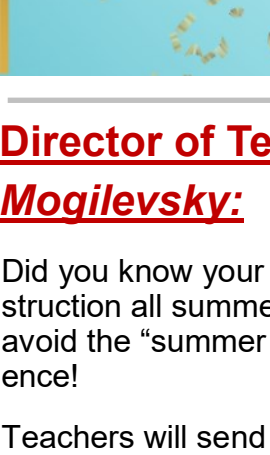 Director of Te
Mogilevsky:
Did you know your
struction all summe
avoid the “summer
ence!
Teachers will send